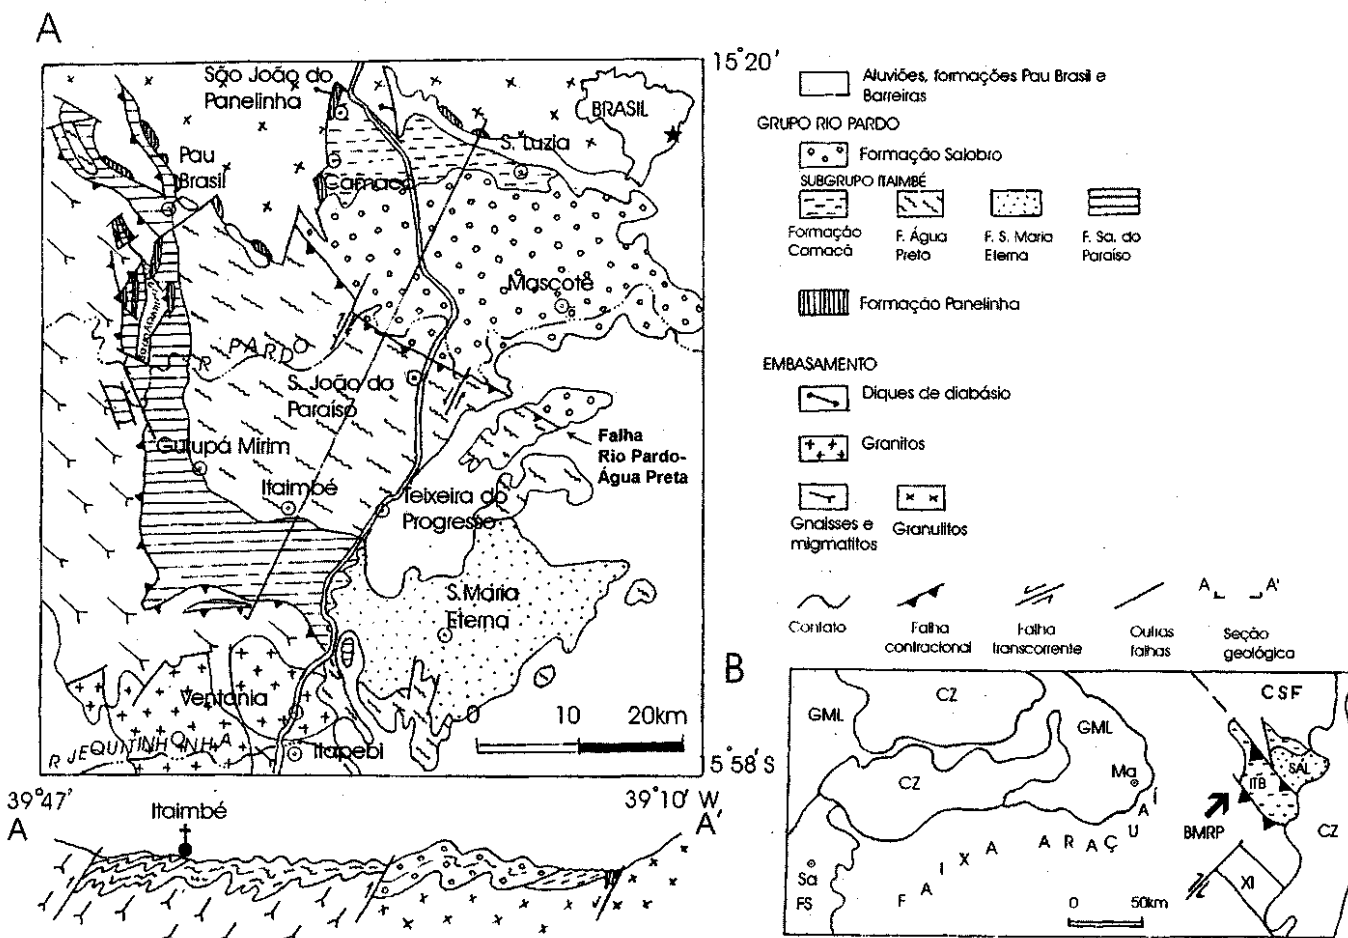 A
15°20'
São João do
Panelinha
BRASIL
S. Luzia
Pau
Brasil
Camacã
Mascote
R PARDO
S. João do
Paraíso
Falha
Rio Pardo-
Água Preta
Gurupá Mirim
Itaimbé
Teixeira do
Progresso
S. Maria
Eterna
Ventania
0 10 20km
R JEQUITINHONHA
Itapebi
15°58' S
39°47'
39°10' W
Aluviões, formações Pau Brasil e
Barreiras
GRUPO RIO PARDO
Formação Salobro
SUBGRUPO ITAIMBÉ
Formação
Camacã
F. Água
Preto
F. S. Maria
Eterna
F. Sa. do
Paraíso
Formação Panelinha
EMBASAMENTO
Diques de diabásio
Granitos
Gnaisses e
migmatitos
Granulitos
A A'
Contato
Falha
contracional
Falha
transcorrente
Outras
falhas
Seção
geológica
A
Itaimbé
A'
B
CZ
CSF
GML
GML
CZ
Ma
SAL
ITB
BMRP
CZ
FAIXA ARAÇUAÍ
Sa
FS
XI
0 50km